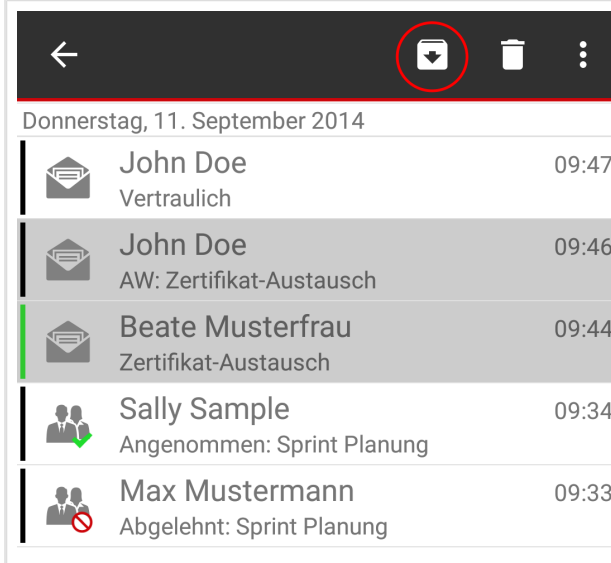 Donnerstag, 11. September 2014
John Doe 09:47
Vertraulich
John Doe 09:46
AW: Zertifikat-Austausch
Beate Musterfrau 09:44
Zertifikat-Austausch
Sally Sample 09:34
Angenommen: Sprint Planung
Max Mustermann 09:33
Abgelehnt: Sprint Planung